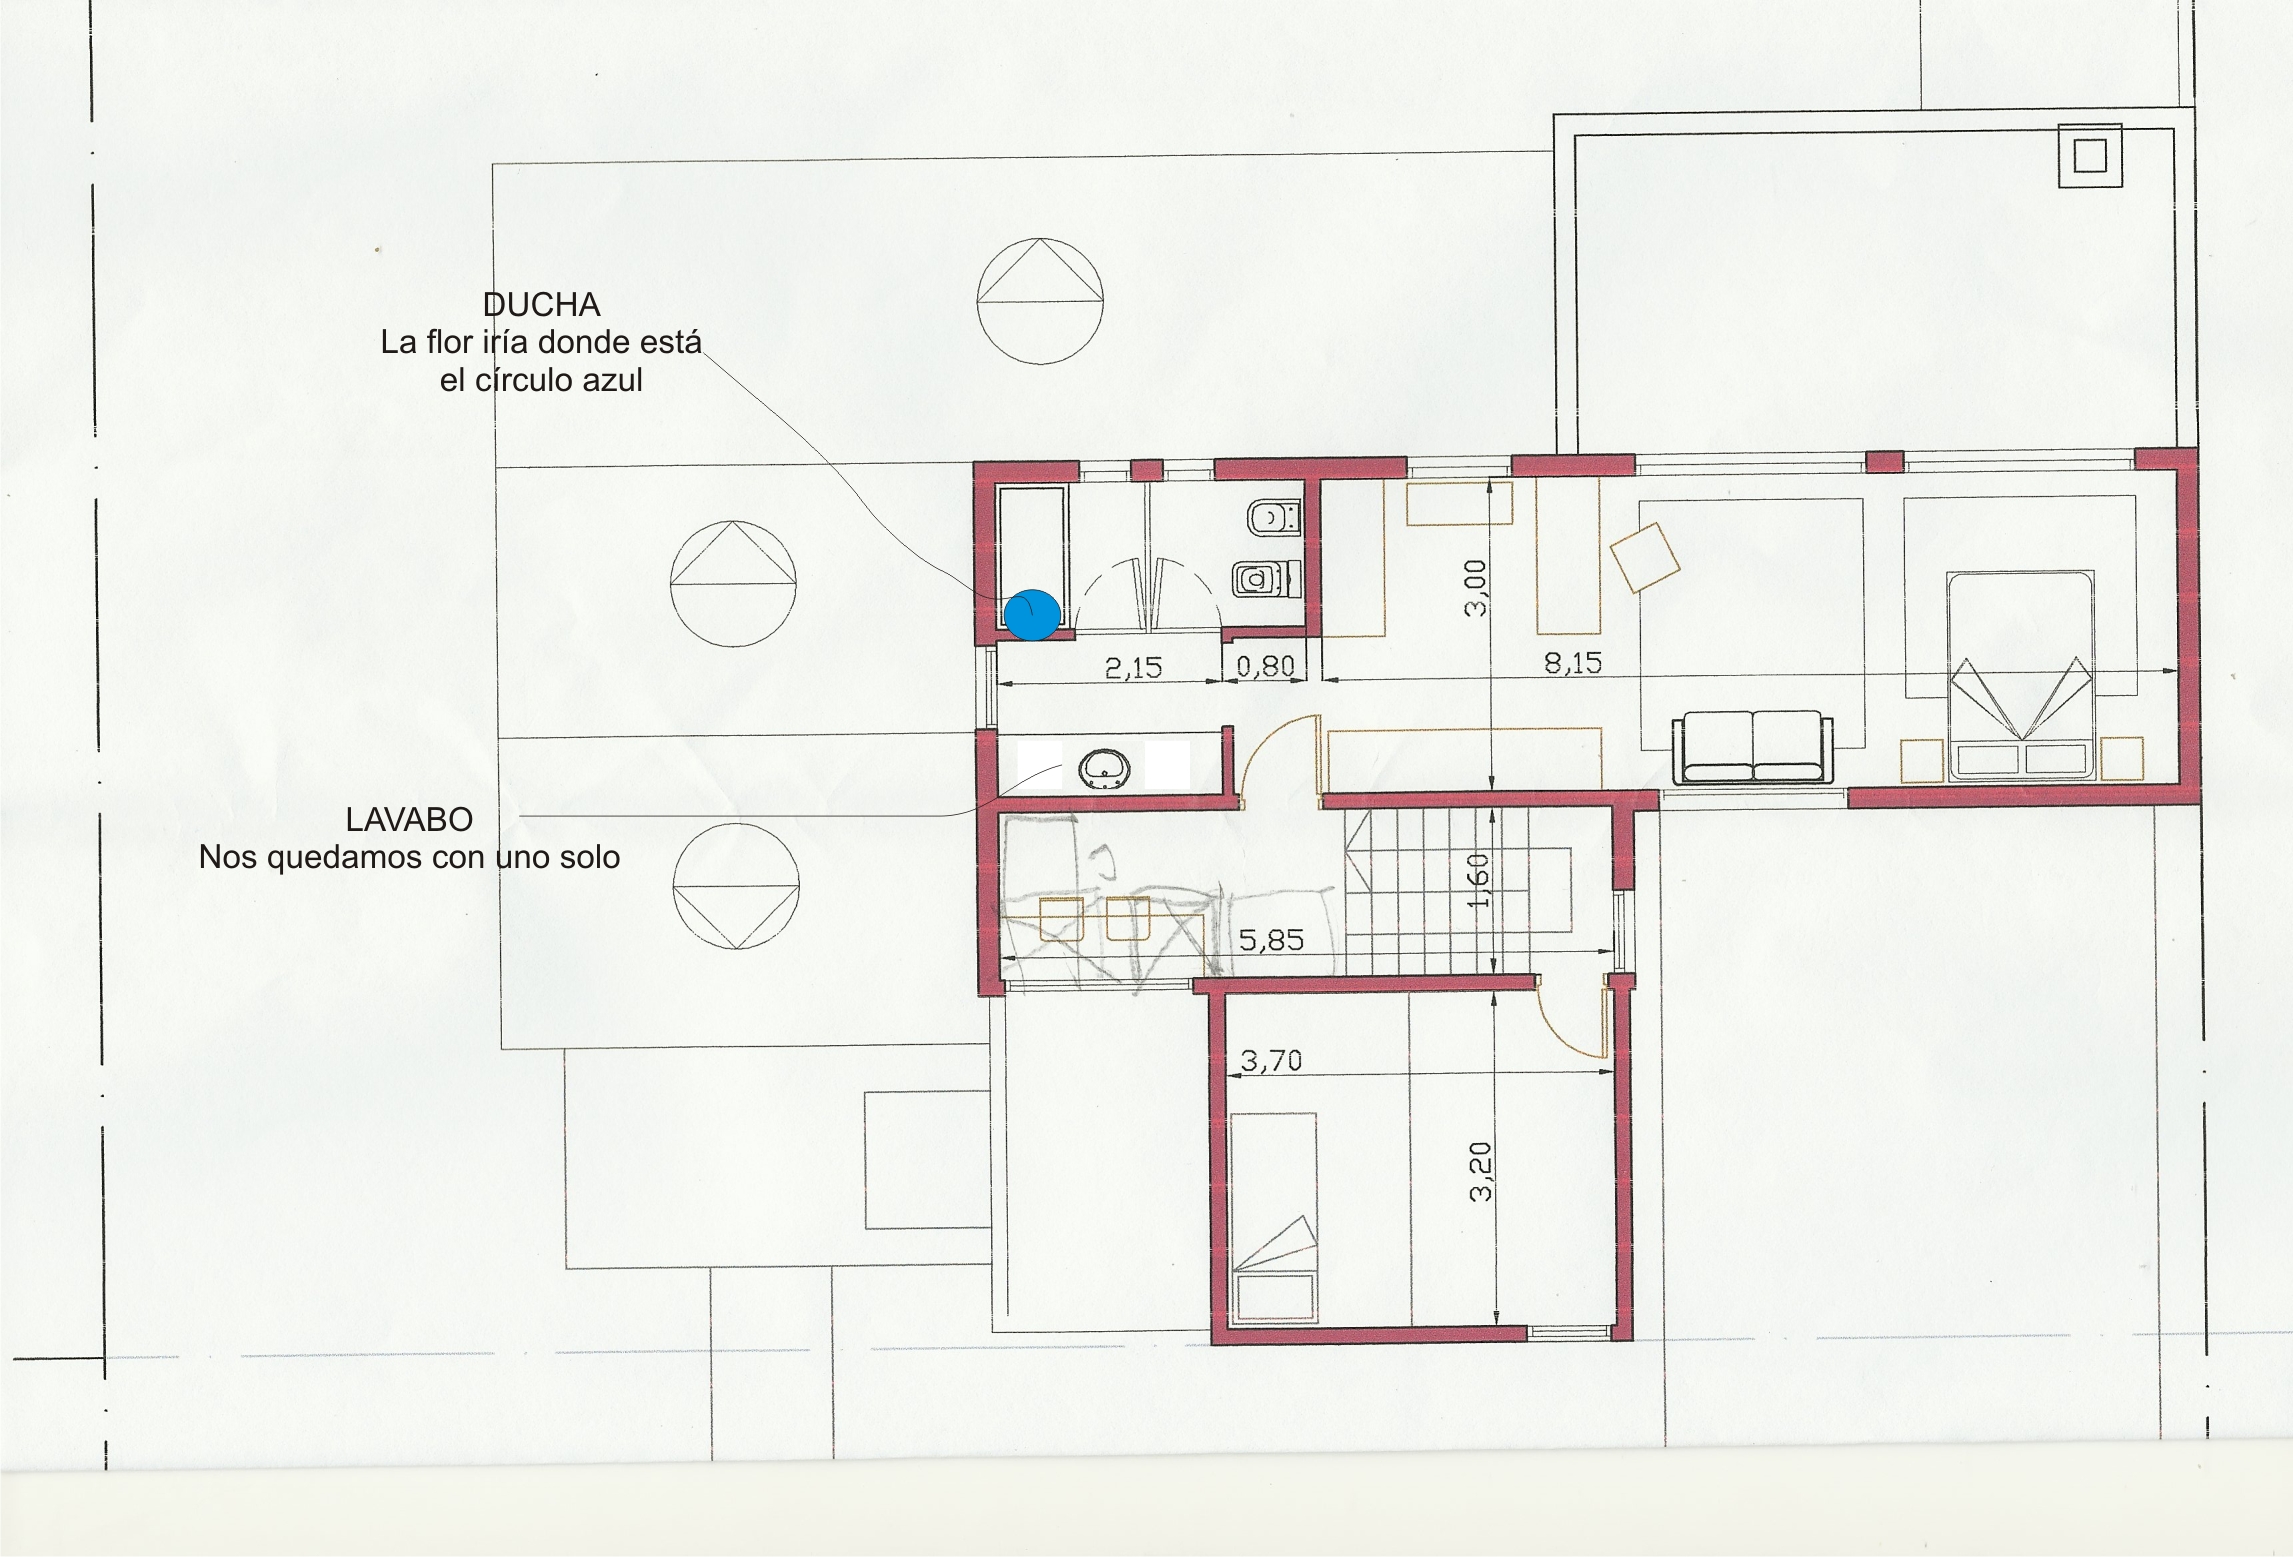 DUCHA
La flor iría donde está
el círculo azul
3,00
2,15
0,80
8,15
LAVABO
Nos quedamos con uno solo
1,60
5,85
3,70
3,20